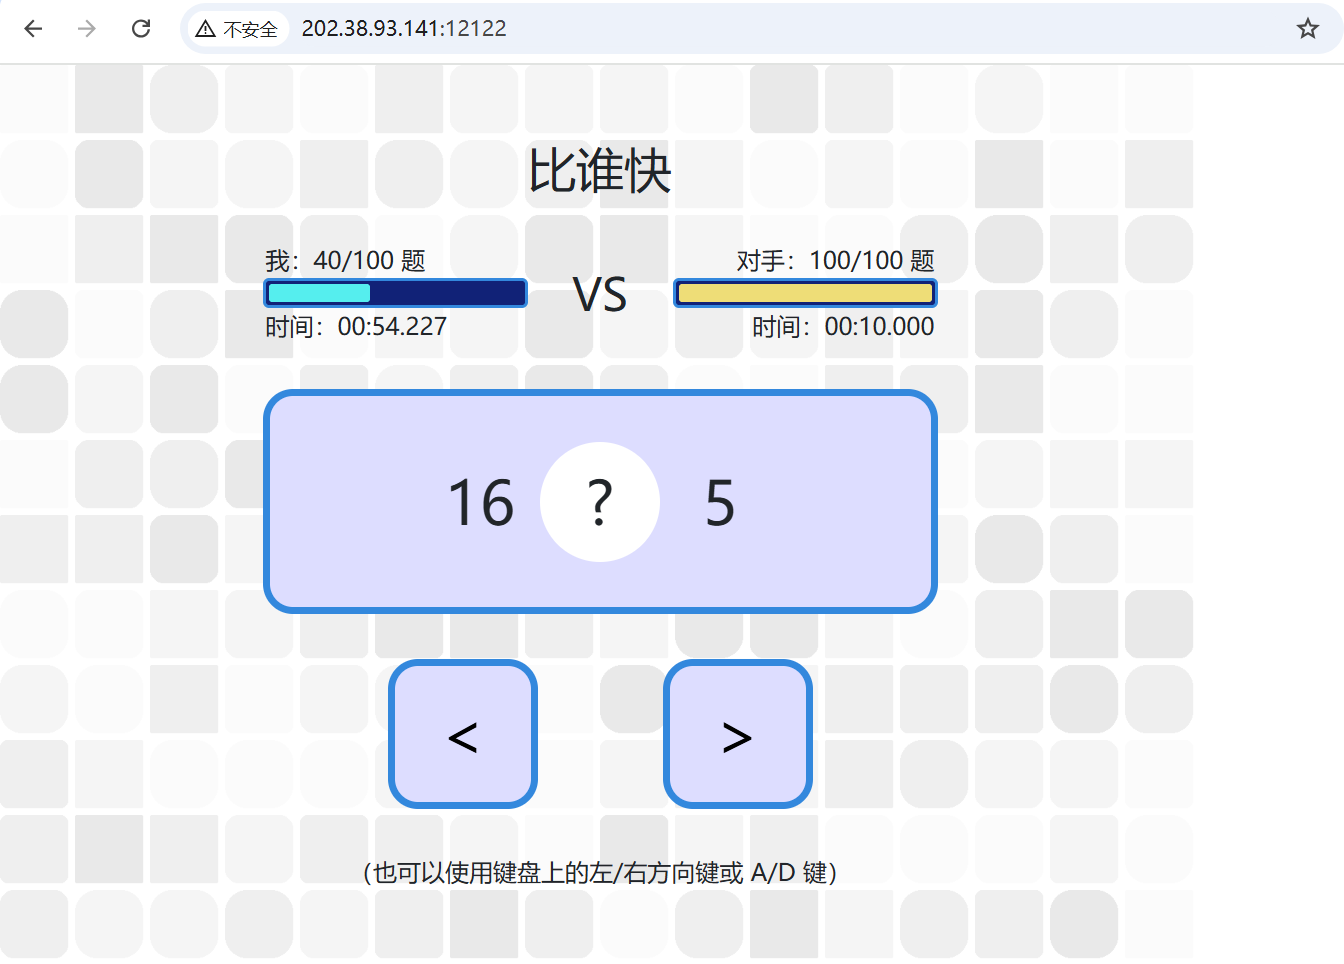 不安全 202.38.93.141:12122
比谁快
我：40/100 题
对手：100/100 题
VS
时间：00:54.227
时间：00:10.000
16 ? 5
< >
（也可以使用键盘上的左/右方向键或 A/D 键）